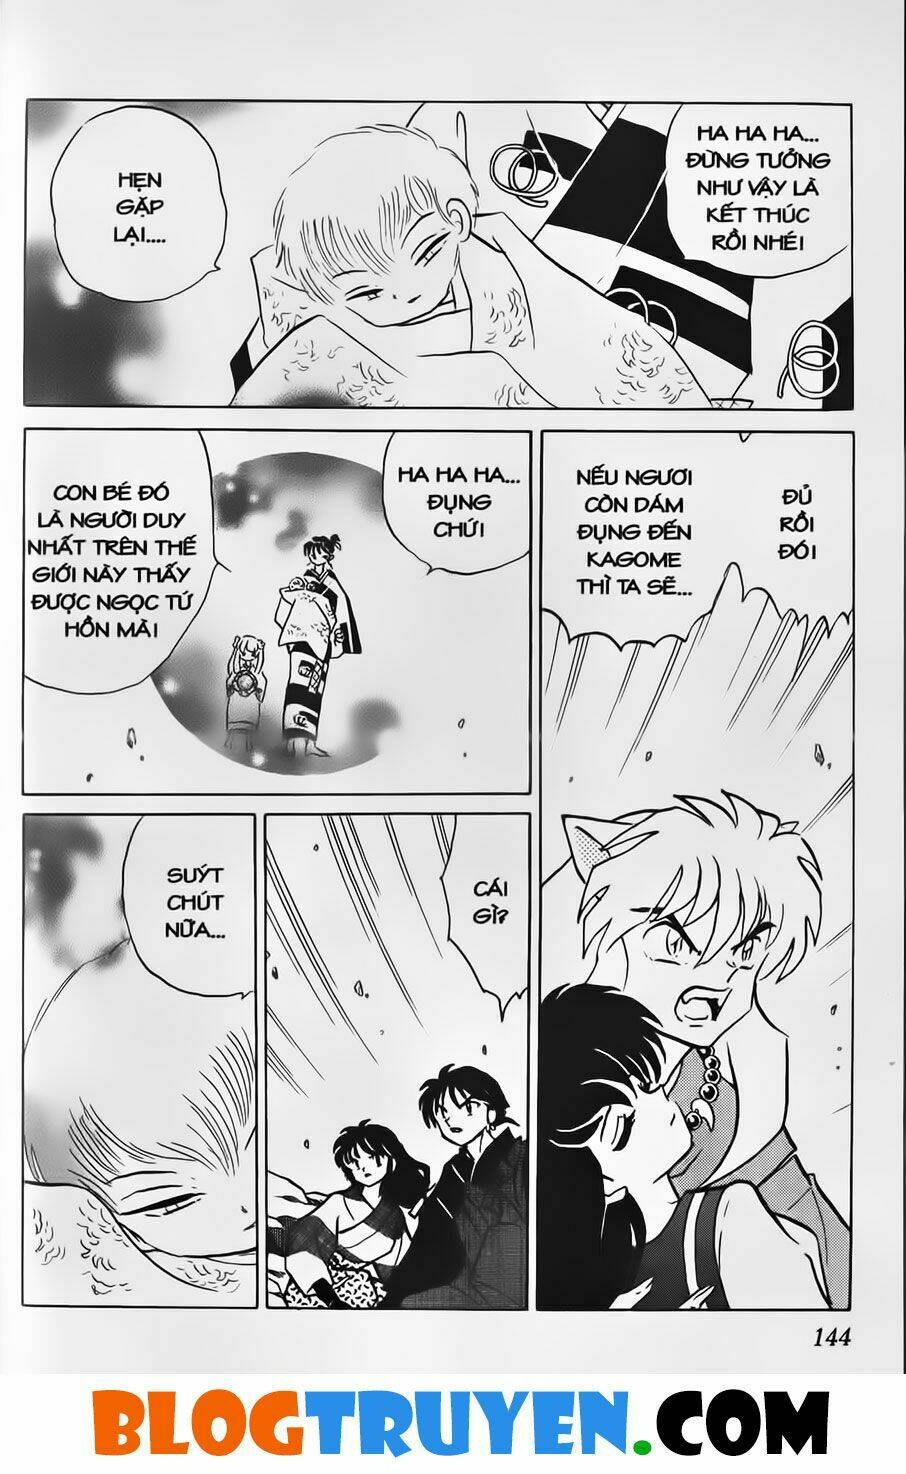 HA HA HA...
ĐỪNG TƯỞNG
NHƯ VẬY LÀ
KẾT THÚC
RỒI NHÉ!
HẸN
GẶP
LẠI....
ĐỦ
RỒI
ĐÓ!
NẾU NGƯƠI
CÒN DÁM
ĐỤNG ĐẾN
KAGOME
THÌ TA SẼ...
HA HA HA...
ĐỤNG
CHỨ!
CON BÉ ĐÓ
LÀ NGƯỜI DUY
NHẤT TRÊN THẾ
GIỚI NÀY THẤY
ĐƯỢC NGỌC TỨ
HỒN MÀ!
CÁI
GÌ?
SUÝT
CHÚT
NỮA...
144
BLOGTRUYEN.COM